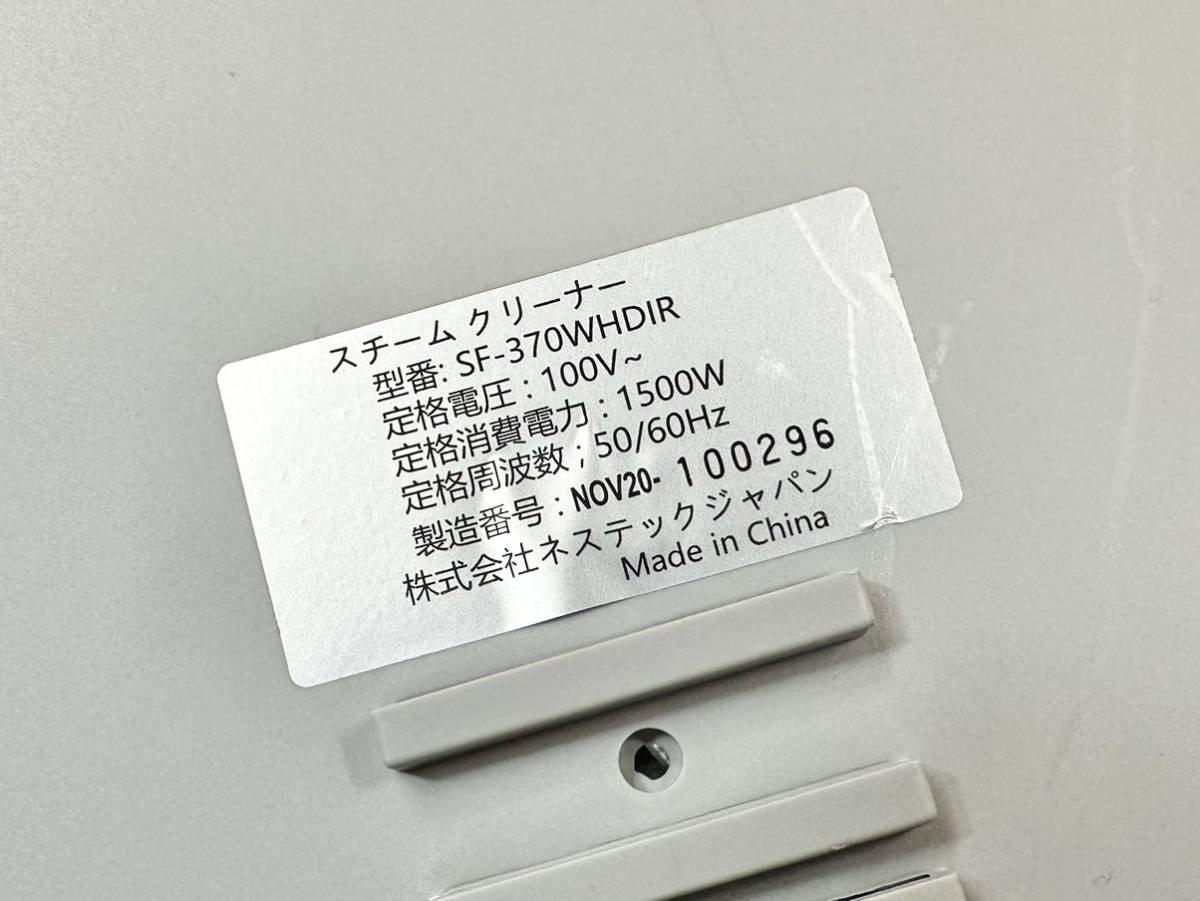 スチーム クリーナー
型番: SF-370WHDIR
定格電圧 : 100V~
定格消費電力 : 1500W
定格周波数 ; 50/60Hz
製造番号 : NOV20- 100296
株式会社ネステックジャパン
Made in China